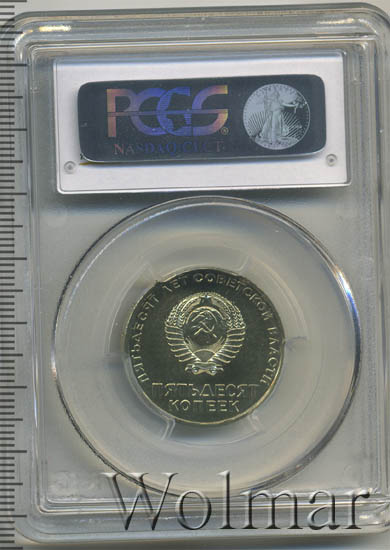 PCGS
NASDAQ:CLCT
ПЯТЬДЕСЯТ ЛЕТ СОВЕТСКОЙ ВЛАСТИ
ПЯТЬДЕСЯТ
КОПЕЕК
Wolmar